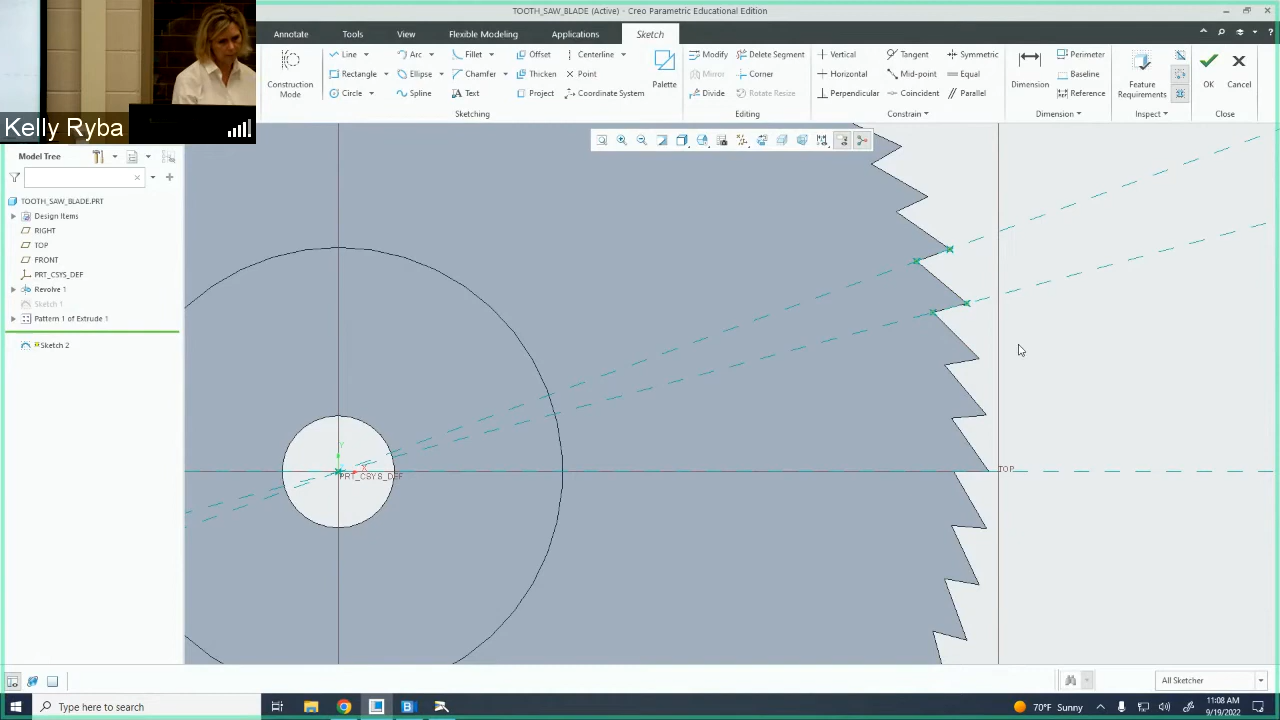 TOOTH_SAW_BLADE (Active) - Creo Parametric Educational Edition
Annotate Tools View Flexible Modeling Applications Sketch
Construction Mode
Line Arc Fillet Offset Centerline
Rectangle Ellipse Chamfer Thicken Point
Circle Spline Text Project Coordinate System
Palette
Sketching
Modify Delete Segment
Mirror Corner
Divide Rotate Resize
Editing
Vertical Tangent Symmetric
Horizontal Mid-point Equal
Perpendicular Coincident Parallel
Constrain
Dimension
Perimeter
Baseline
Reference
Dimension
Feature Requirements
Inspect
OK Cancel
Close
Kelly Ryba
Model Tree
TOOTH_SAW_BLADE.PRT
Design Items
RIGHT
TOP
FRONT
PRT_CSYS_DEF
Revolve 1
Sketch 1
Pattern 1 of Extrude 1
Sketch 2
Y
X
PRT_CSYS_DEF
TOP
All Sketcher
Type here to search
70°F Sunny
11:08 AM
9/19/2022